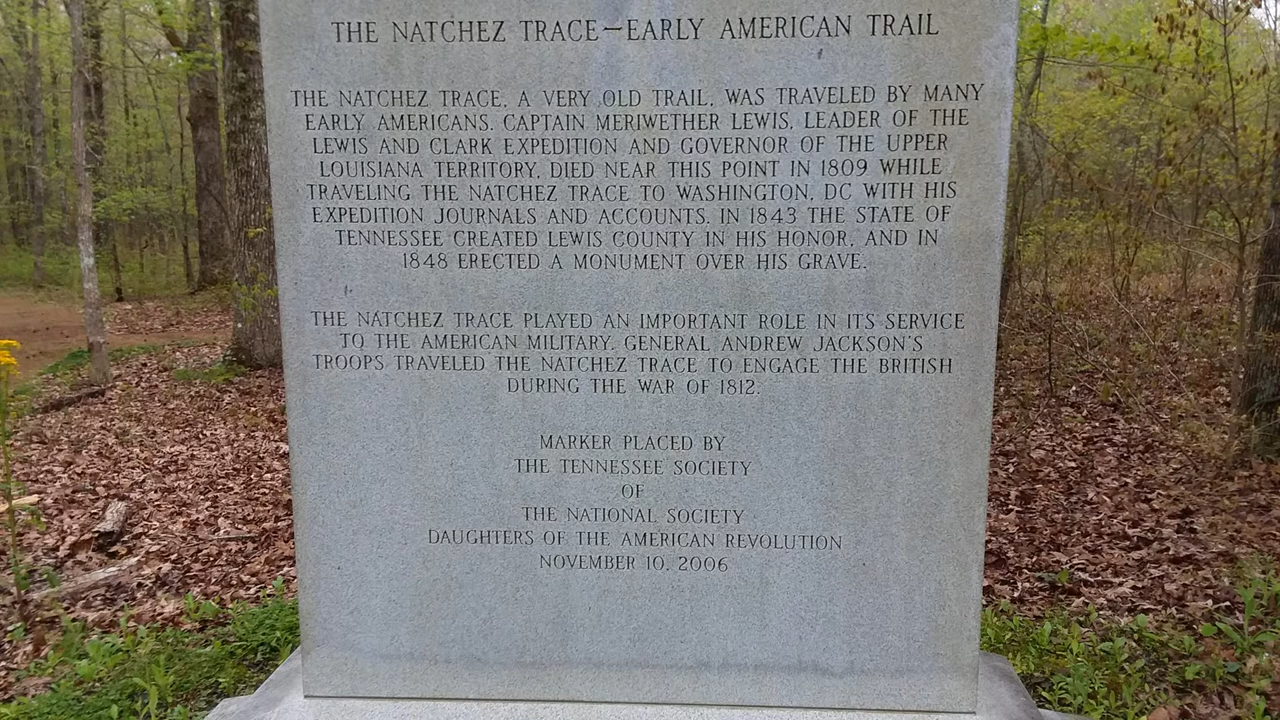 THE NATCHEZ TRACE—EARLY AMERICAN TRAIL
THE NATCHEZ TRACE, A VERY OLD TRAIL, WAS TRAVELED BY MANY
EARLY AMERICANS. CAPTAIN MERIWETHER LEWIS, LEADER OF THE
LEWIS AND CLARK EXPEDITION AND GOVERNOR OF THE UPPER
LOUISIANA TERRITORY, DIED NEAR THIS POINT IN 1809 WHILE
TRAVELING THE NATCHEZ TRACE TO WASHINGTON, DC WITH HIS
EXPEDITION JOURNALS AND ACCOUNTS. IN 1843 THE STATE OF
TENNESSEE CREATED LEWIS COUNTY IN HIS HONOR, AND IN
1848 ERECTED A MONUMENT OVER HIS GRAVE.
THE NATCHEZ TRACE PLAYED AN IMPORTANT ROLE IN ITS SERVICE
TO THE AMERICAN MILITARY. GENERAL ANDREW JACKSON'S
TROOPS TRAVELED THE NATCHEZ TRACE TO ENGAGE THE BRITISH
DURING THE WAR OF 1812.
MARKER PLACED BY
THE TENNESSEE SOCIETY
OF
THE NATIONAL SOCIETY
DAUGHTERS OF THE AMERICAN REVOLUTION
NOVEMBER 10, 2006